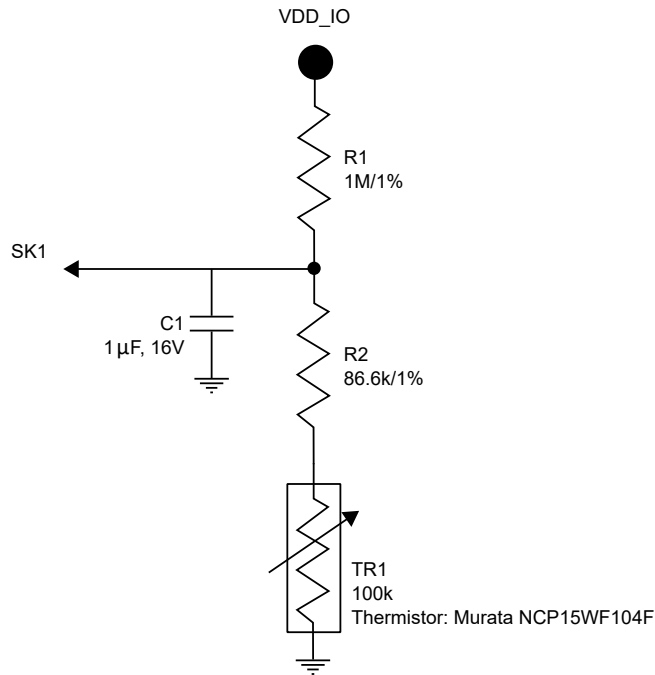 VDD_IO
R1
1M/1%
SK1
C1
1µF, 16V
R2
86.6k/1%
TR1
100k
Thermistor: Murata NCP15WF104F